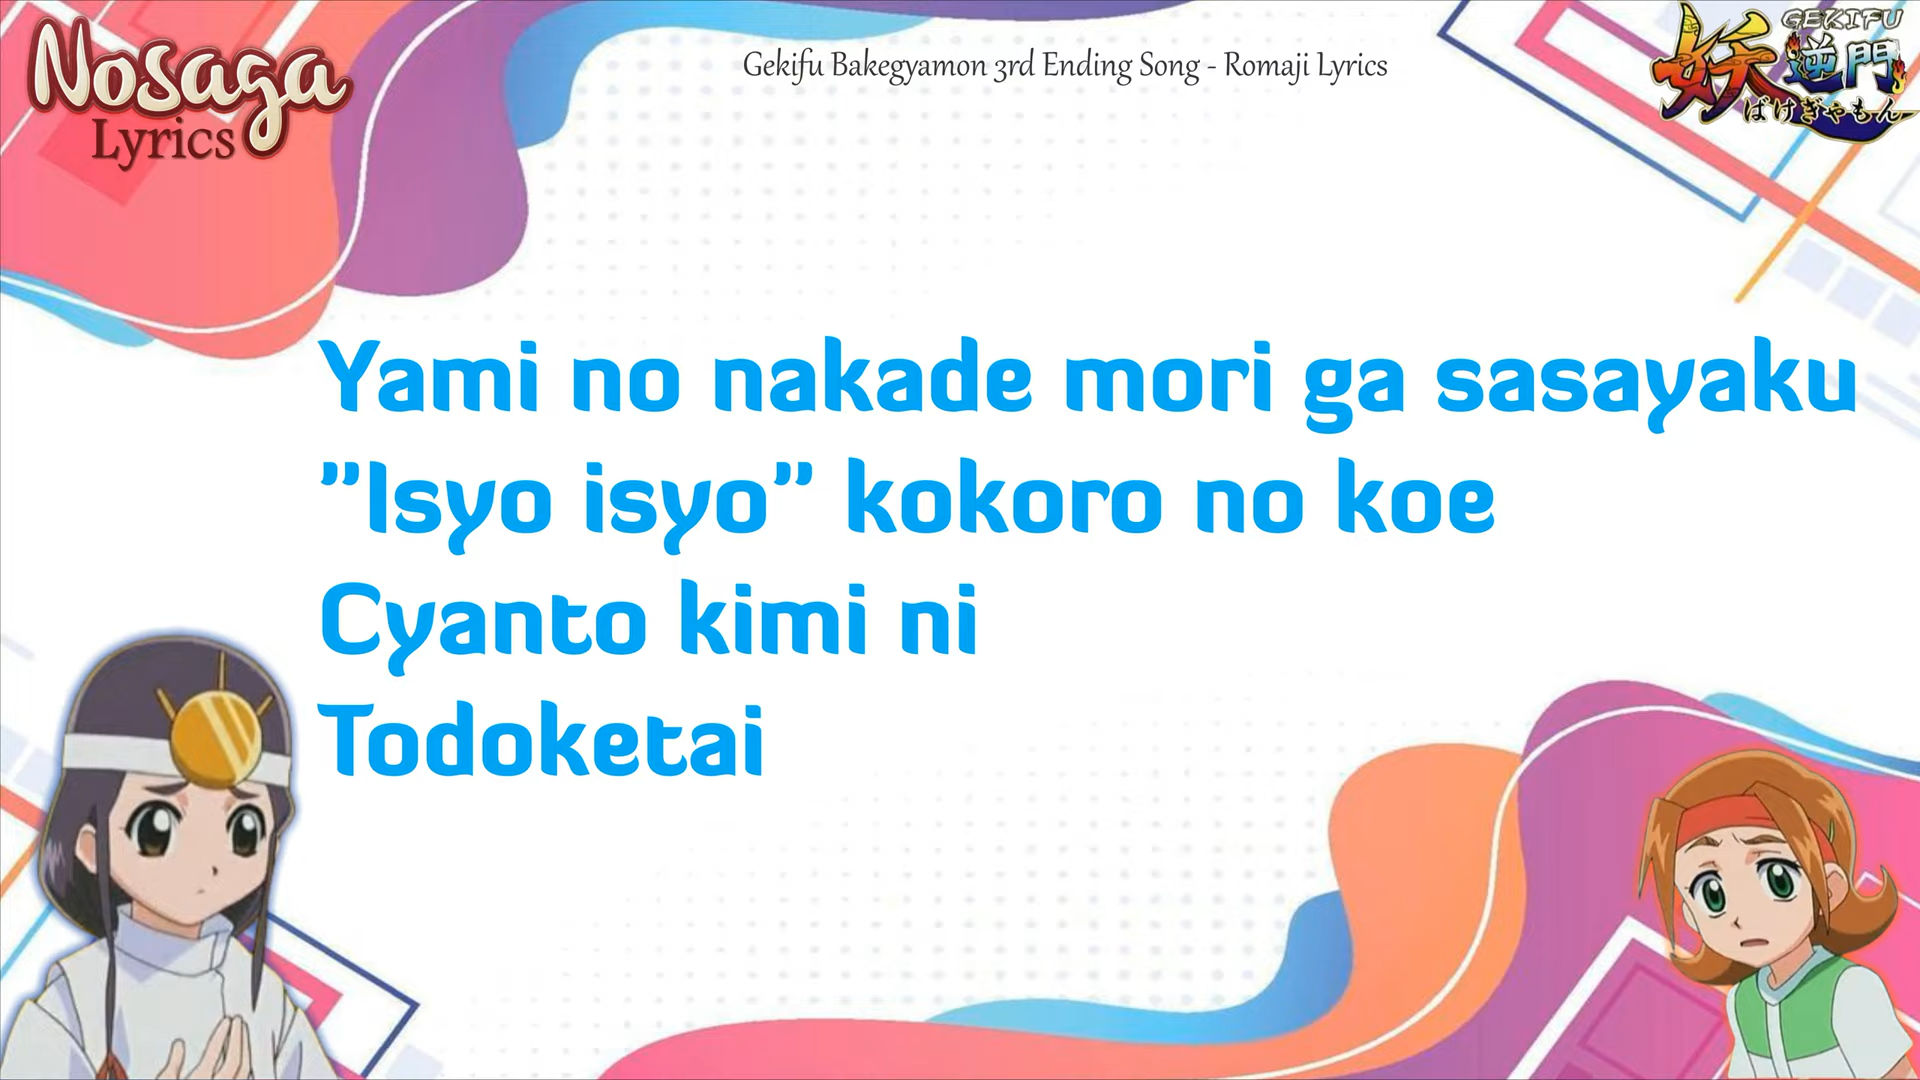 Nosaga
Lyrics
Gekifu Bakegyamon 3rd Ending Song - Romaji Lyrics
GEKIFU
妖逆門
ばけぎゃもん
Yami no nakade mori ga sasayaku
"Isyo isyo" kokoro no koe
Cyanto kimi ni
Todoketai